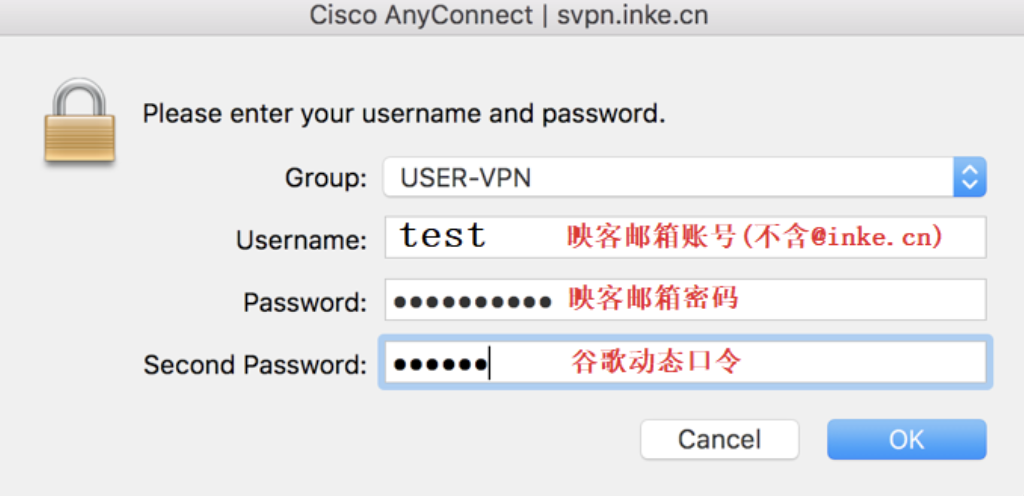 Cisco AnyConnect | svpn.inke.cn
Please enter your username and password.
Group: USER-VPN
Username: test 映客邮箱账号(不含@inke.cn)
Password: ●●●●●●●●●● 映客邮箱密码
Second Password: ●●●●●● 谷歌动态口令
Cancel OK